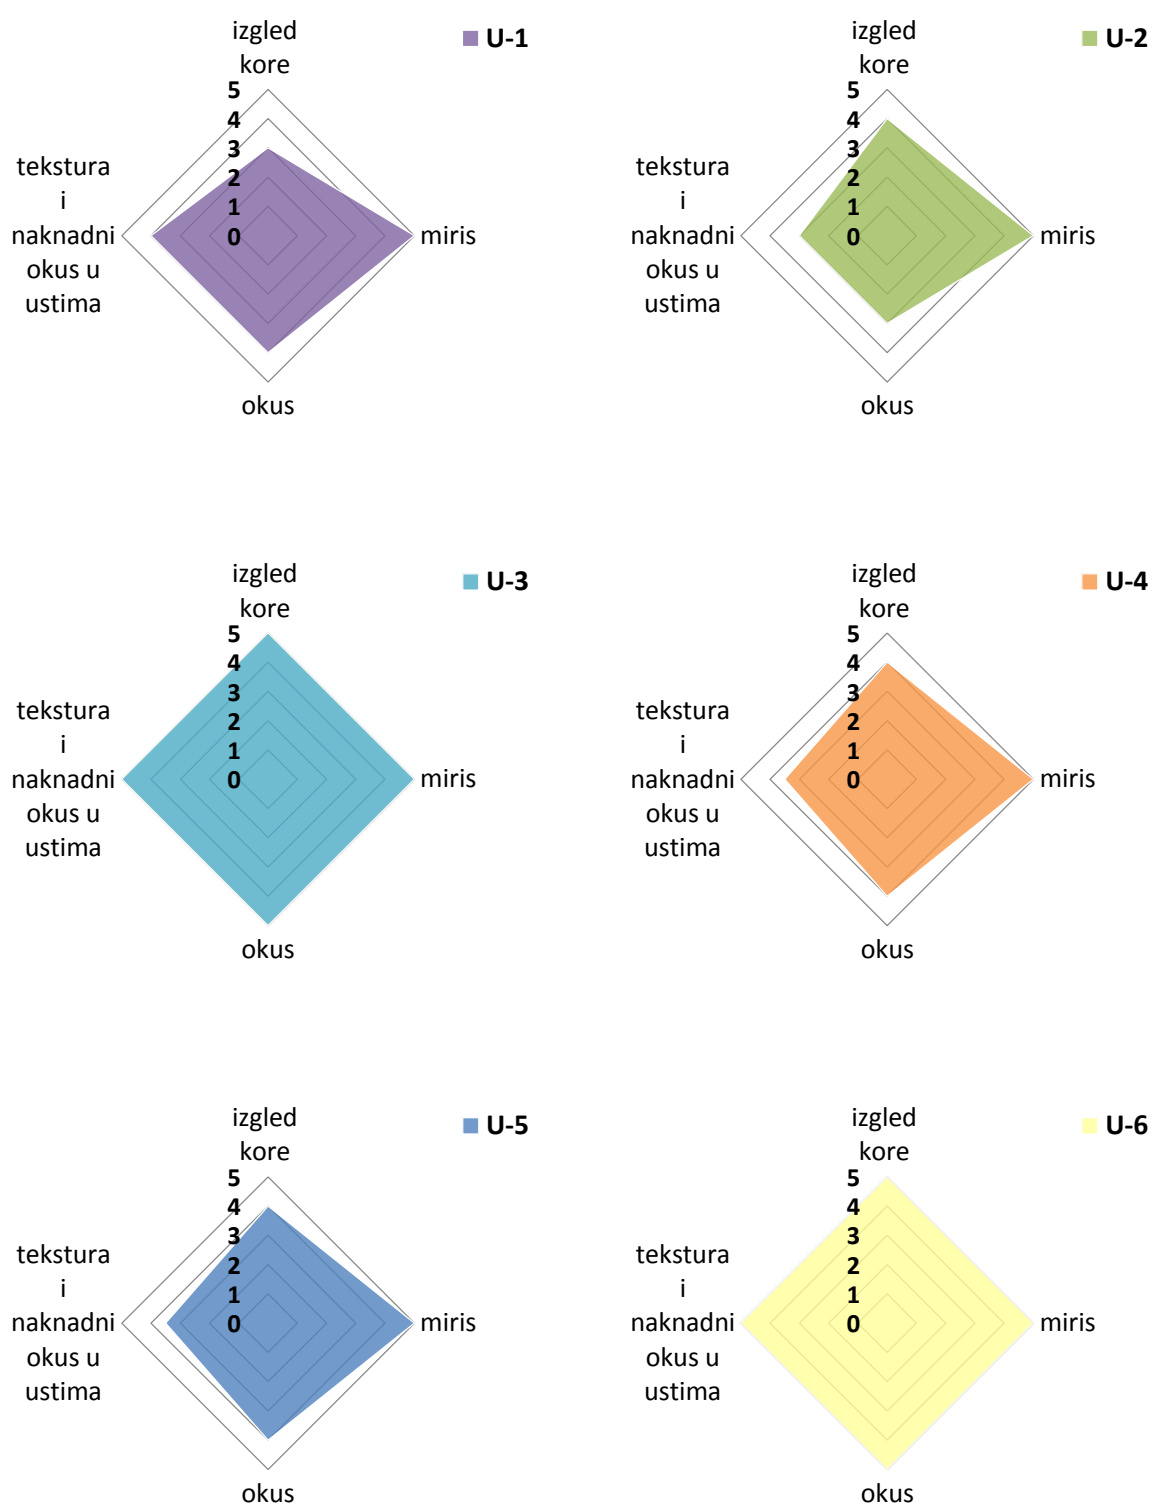 izgled
kore
U-1
5
4
3
2
1
0
tekstura
i
naknadni
okus u
ustima
miris
okus
izgled
kore
U-2
5
4
3
2
1
0
tekstura
i
naknadni
okus u
ustima
miris
okus
izgled
kore
U-3
5
4
3
2
1
0
tekstura
i
naknadni
okus u
ustima
miris
okus
izgled
kore
U-4
5
4
3
2
1
0
tekstura
i
naknadni
okus u
ustima
miris
okus
izgled
kore
U-5
5
4
3
2
1
0
tekstura
i
naknadni
okus u
ustima
miris
okus
izgled
kore
U-6
5
4
3
2
1
0
tekstura
i
naknadni
okus u
ustima
miris
okus